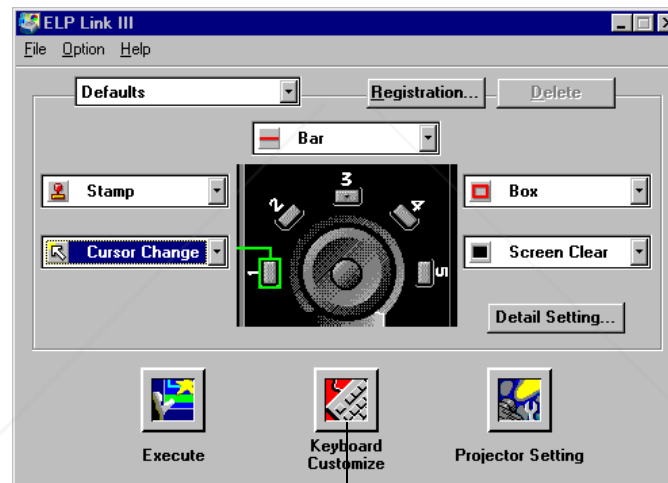 ELP Link III
File Option Help
Defaults
Registration...
Delete
Bar
Stamp
Box
Cursor Change
Screen Clear
1
2
3
4
5
Detail Setting...
Execute
Keyboard
Customize
Projector Setting